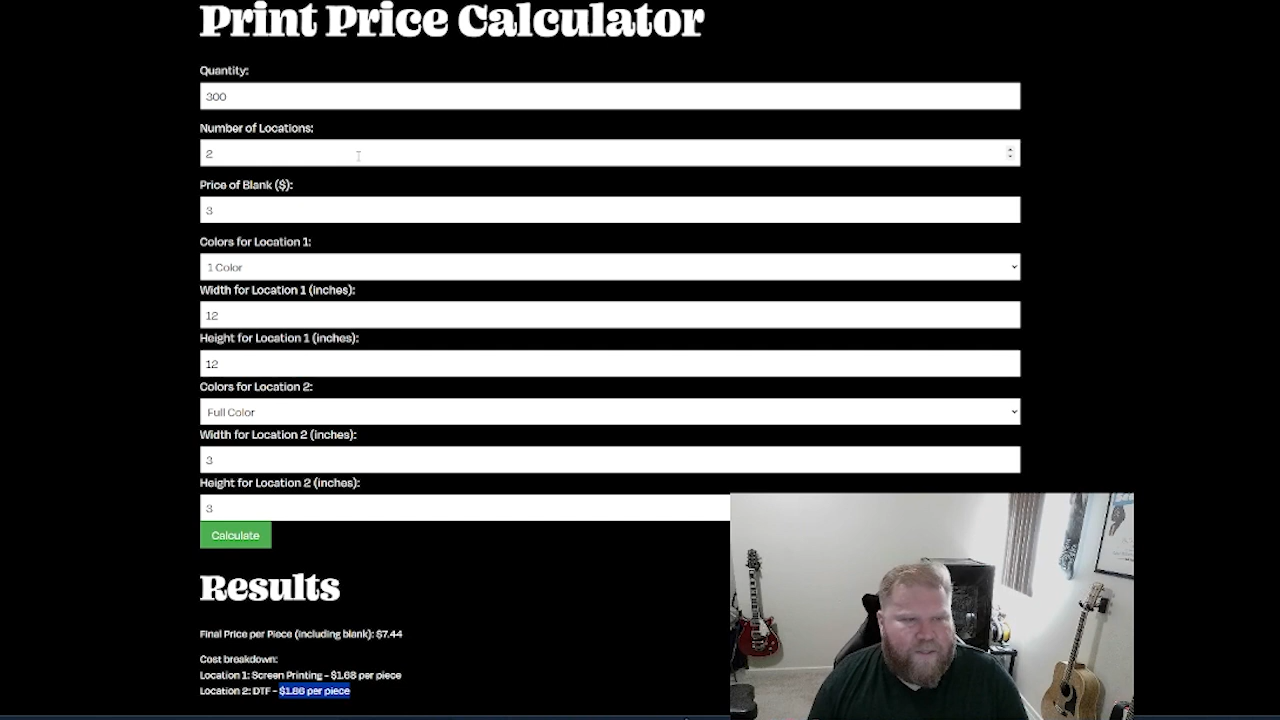 Print Price Calculator
Quantity:
300
Number of Locations:
2
Price of Blank ($):
3
Colors for Location 1:
1 Color
Width for Location 1 (inches):
12
Height for Location 1 (inches):
12
Colors for Location 2:
Full Color
Width for Location 2 (inches):
3
Height for Location 2 (inches):
3
Calculate
Results
Final Price per Piece (including blank): $7.44
Cost breakdown:
Location 1: Screen Printing - $1.68 per piece
Location 2: DTF - $1.86 per piece